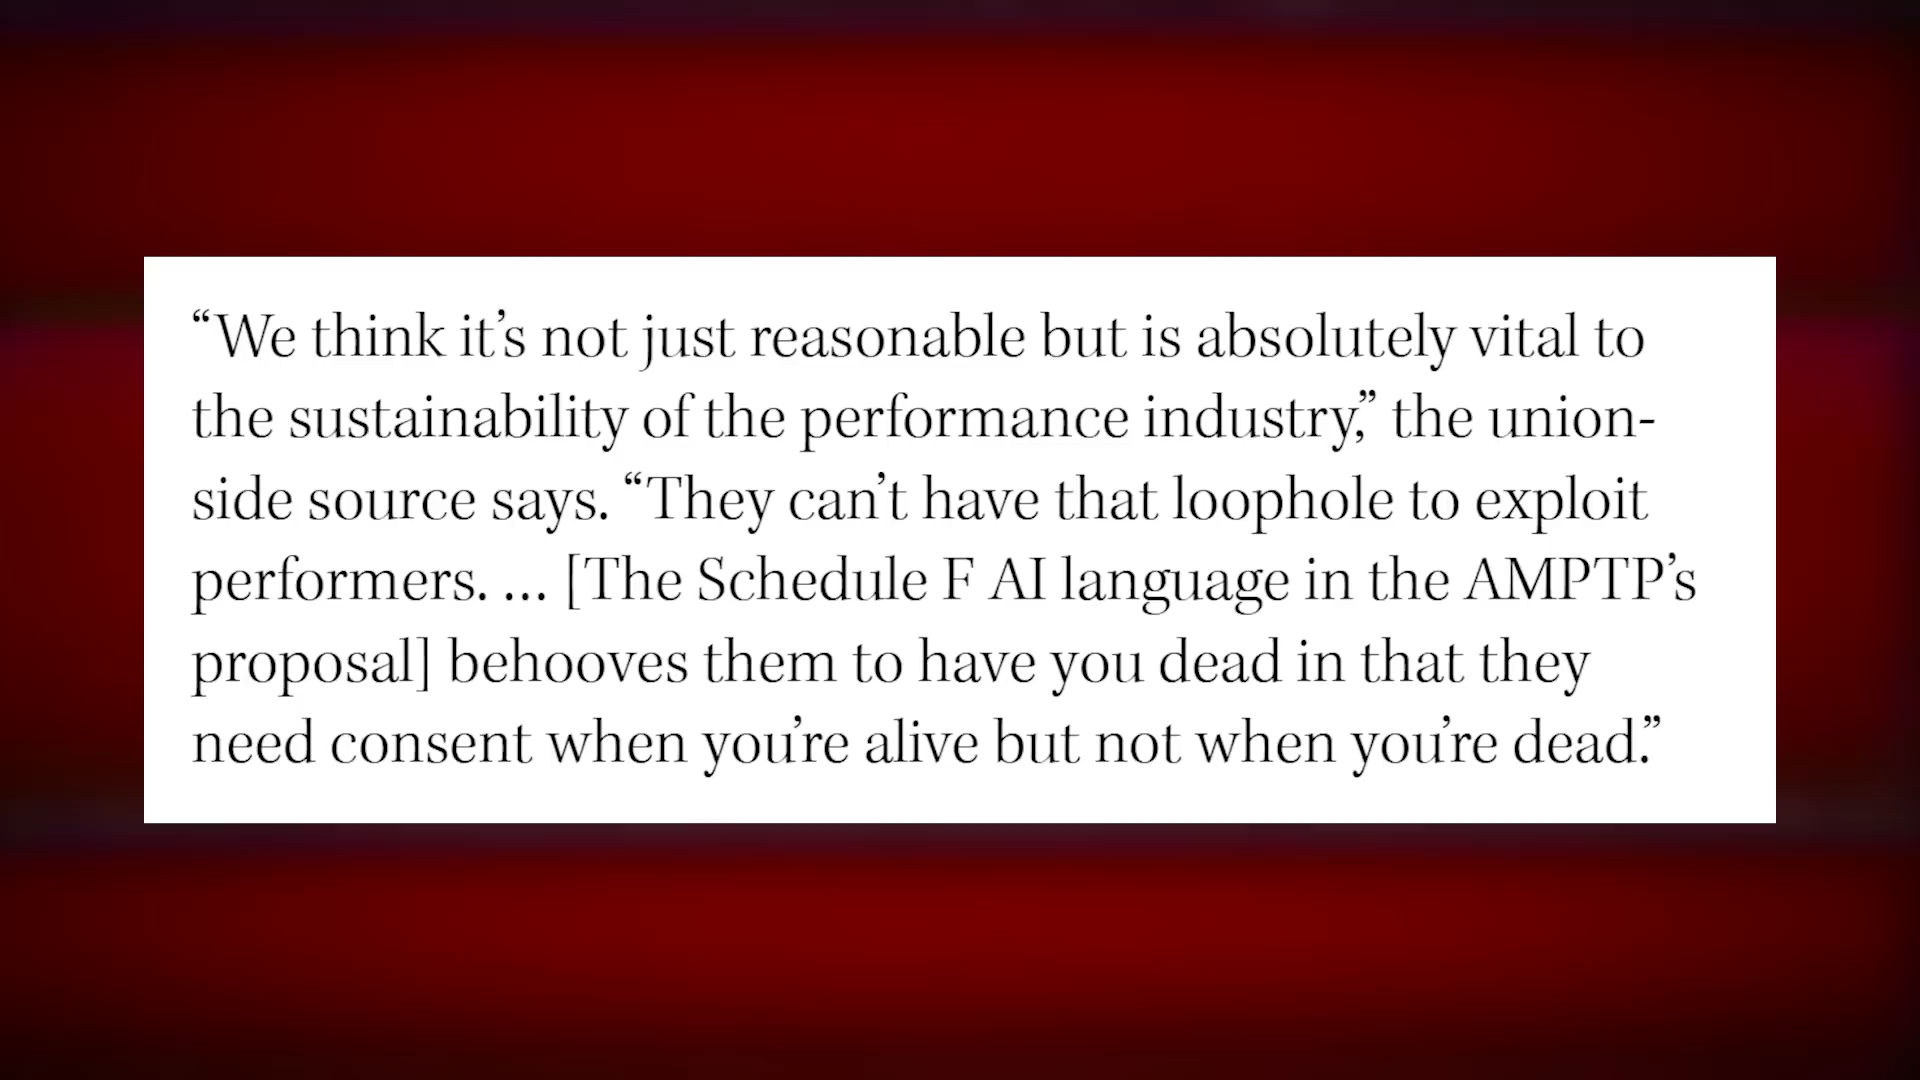 “We think it’s not just reasonable but is absolutely vital to
the sustainability of the performance industry,” the union-
side source says. “They can’t have that loophole to exploit
performers. … [The Schedule F AI language in the AMPTP’s
proposal] behooves them to have you dead in that they
need consent when you’re alive but not when you’re dead.”